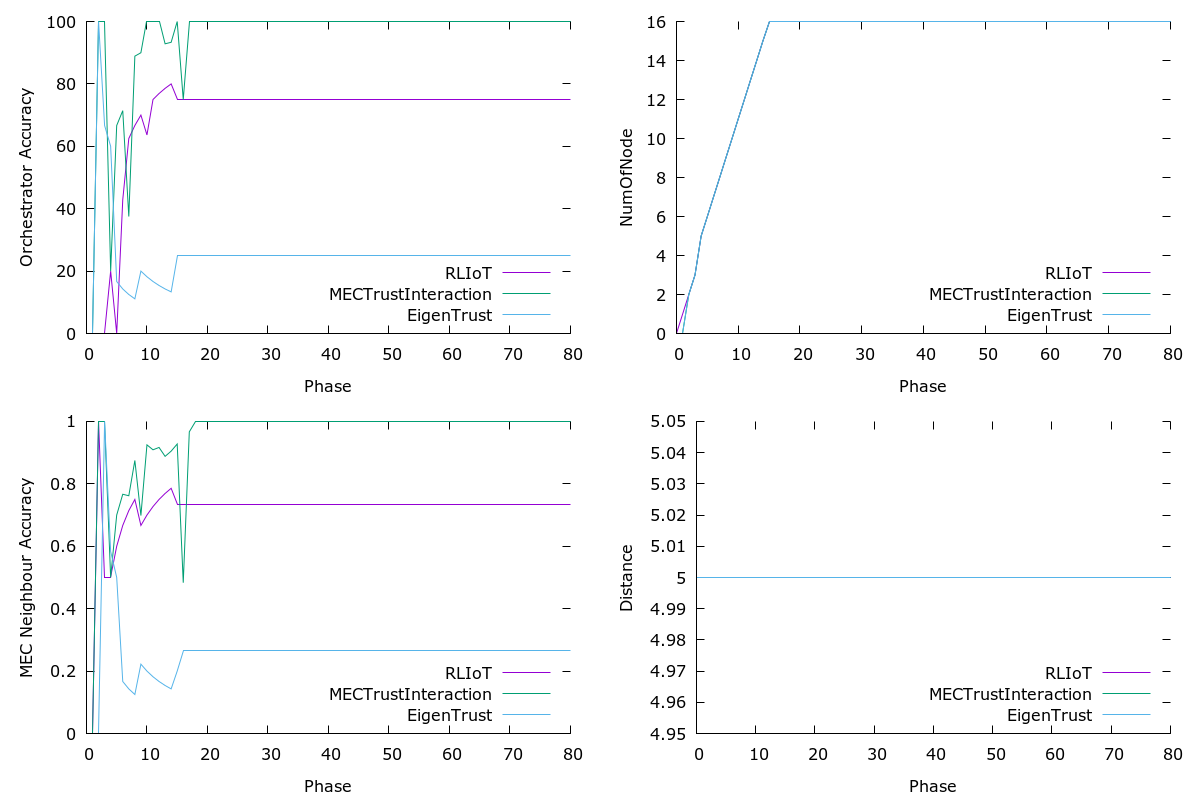 Orchestrator Accuracy
100
80
60
40
20
0
RLIoT
MECTrustInteraction
EigenTrust
0 10 20 30 40 50 60 70 80
Phase
NumOfNode
16
14
12
10
8
6
4
2
0
RLIoT
MECTrustInteraction
EigenTrust
0 10 20 30 40 50 60 70 80
Phase
MEC Neighbour Accuracy
1
0.8
0.6
0.4
0.2
0
RLIoT
MECTrustInteraction
EigenTrust
0 10 20 30 40 50 60 70 80
Phase
Distance
5.05
5.04
5.03
5.02
5.01
5
4.99
4.98
4.97
4.96
4.95
RLIoT
MECTrustInteraction
EigenTrust
0 10 20 30 40 50 60 70 80
Phase